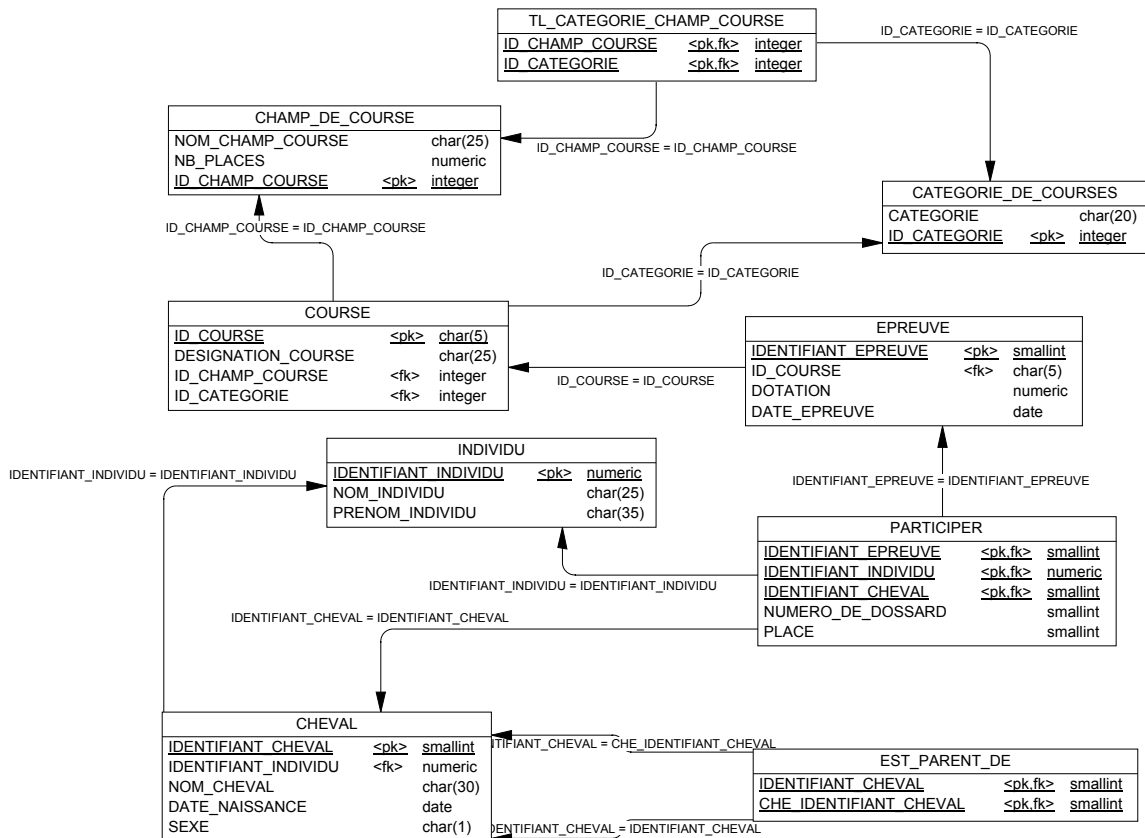 TL_CATEGORIE_CHAMP_COURSE
ID_CHAMP_COURSE <pk,fk> integer
ID_CATEGORIE <pk,fk> integer
ID_CATEGORIE = ID_CATEGORIE
CHAMP_DE_COURSE
NOM_CHAMP_COURSE char(25)
NB_PLACES numeric
ID_CHAMP_COURSE <pk> integer
ID_CHAMP_COURSE = ID_CHAMP_COURSE
CATEGORIE_DE_COURSES
CATEGORIE char(20)
ID_CATEGORIE <pk> integer
ID_CHAMP_COURSE = ID_CHAMP_COURSE
ID_CATEGORIE = ID_CATEGORIE
COURSE
ID_COURSE <pk> char(5)
DESIGNATION_COURSE char(25)
ID_CHAMP_COURSE <fk> integer
ID_CATEGORIE <fk> integer
ID_COURSE = ID_COURSE
EPREUVE
IDENTIFIANT_EPREUVE <pk> smallint
ID_COURSE <fk> char(5)
DOTATION numeric
DATE_EPREUVE date
INDIVIDU
IDENTIFIANT_INDIVIDU <pk> numeric
NOM_INDIVIDU char(25)
PRENOM_INDIVIDU char(35)
IDENTIFIANT_INDIVIDU = IDENTIFIANT_INDIVIDU
IDENTIFIANT_EPREUVE = IDENTIFIANT_EPREUVE
PARTICIPER
IDENTIFIANT_EPREUVE <pk,fk> smallint
IDENTIFIANT_INDIVIDU <pk,fk> numeric
IDENTIFIANT_CHEVAL <pk,fk> smallint
NUMERO_DE_DOSSARD smallint
PLACE smallint
IDENTIFIANT_INDIVIDU = IDENTIFIANT_INDIVIDU
IDENTIFIANT_CHEVAL = IDENTIFIANT_CHEVAL
CHEVAL
IDENTIFIANT_CHEVAL <pk> smallint
IDENTIFIANT_INDIVIDU <fk> numeric
NOM_CHEVAL char(30)
DATE_NAISSANCE date
SEXE char(1)
NTIFIANT_CHEVAL = CHE_IDENTIFIANT_CHEVAL
EST_PARENT_DE
IDENTIFIANT_CHEVAL <pk,fk> smallint
CHE_IDENTIFIANT_CHEVAL <pk,fk> smallint
DENTIFIANT_CHEVAL = IDENTIFIANT_CHEVAL